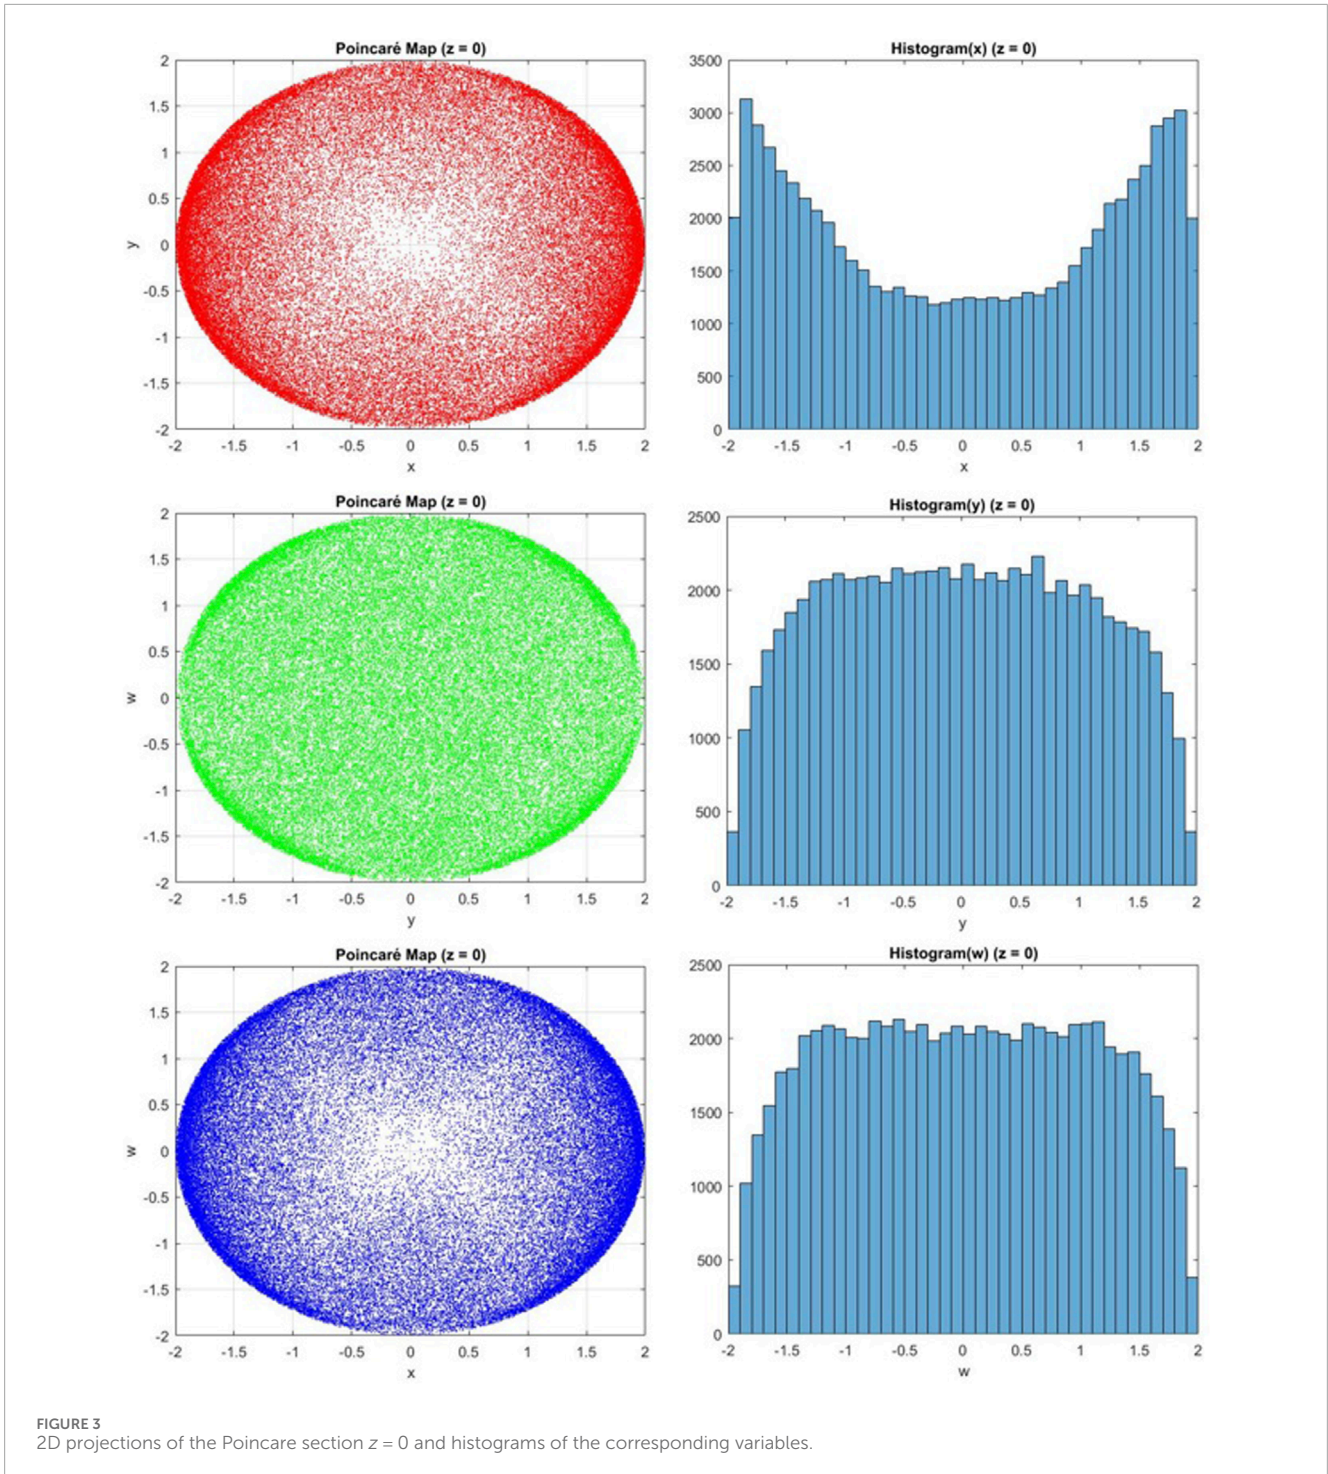 Poincaré Map (z = 0)
2
1.5
1
0.5
0
-0.5
-1
-1.5
-2
y
-2 -1.5 -1 -0.5 0 0.5 1 1.5 2
x
Histogram(x) (z = 0)
3500
3000
2500
2000
1500
1000
500
0
-2 -1.5 -1 -0.5 0 0.5 1 1.5 2
x
Poincaré Map (z = 0)
2
1.5
1
0.5
0
-0.5
-1
-1.5
-2
w
-2 -1.5 -1 -0.5 0 0.5 1 1.5 2
y
Histogram(y) (z = 0)
2500
2000
1500
1000
500
0
-2 -1.5 -1 -0.5 0 0.5 1 1.5 2
y
Poincaré Map (z = 0)
2
1.5
1
0.5
0
-0.5
-1
-1.5
-2
w
-2 -1.5 -1 -0.5 0 0.5 1 1.5 2
x
Histogram(w) (z = 0)
2500
2000
1500
1000
500
0
-2 -1.5 -1 -0.5 0 0.5 1 1.5 2
w
FIGURE 3
2D projections of the Poincare section z = 0 and histograms of the corresponding variables.